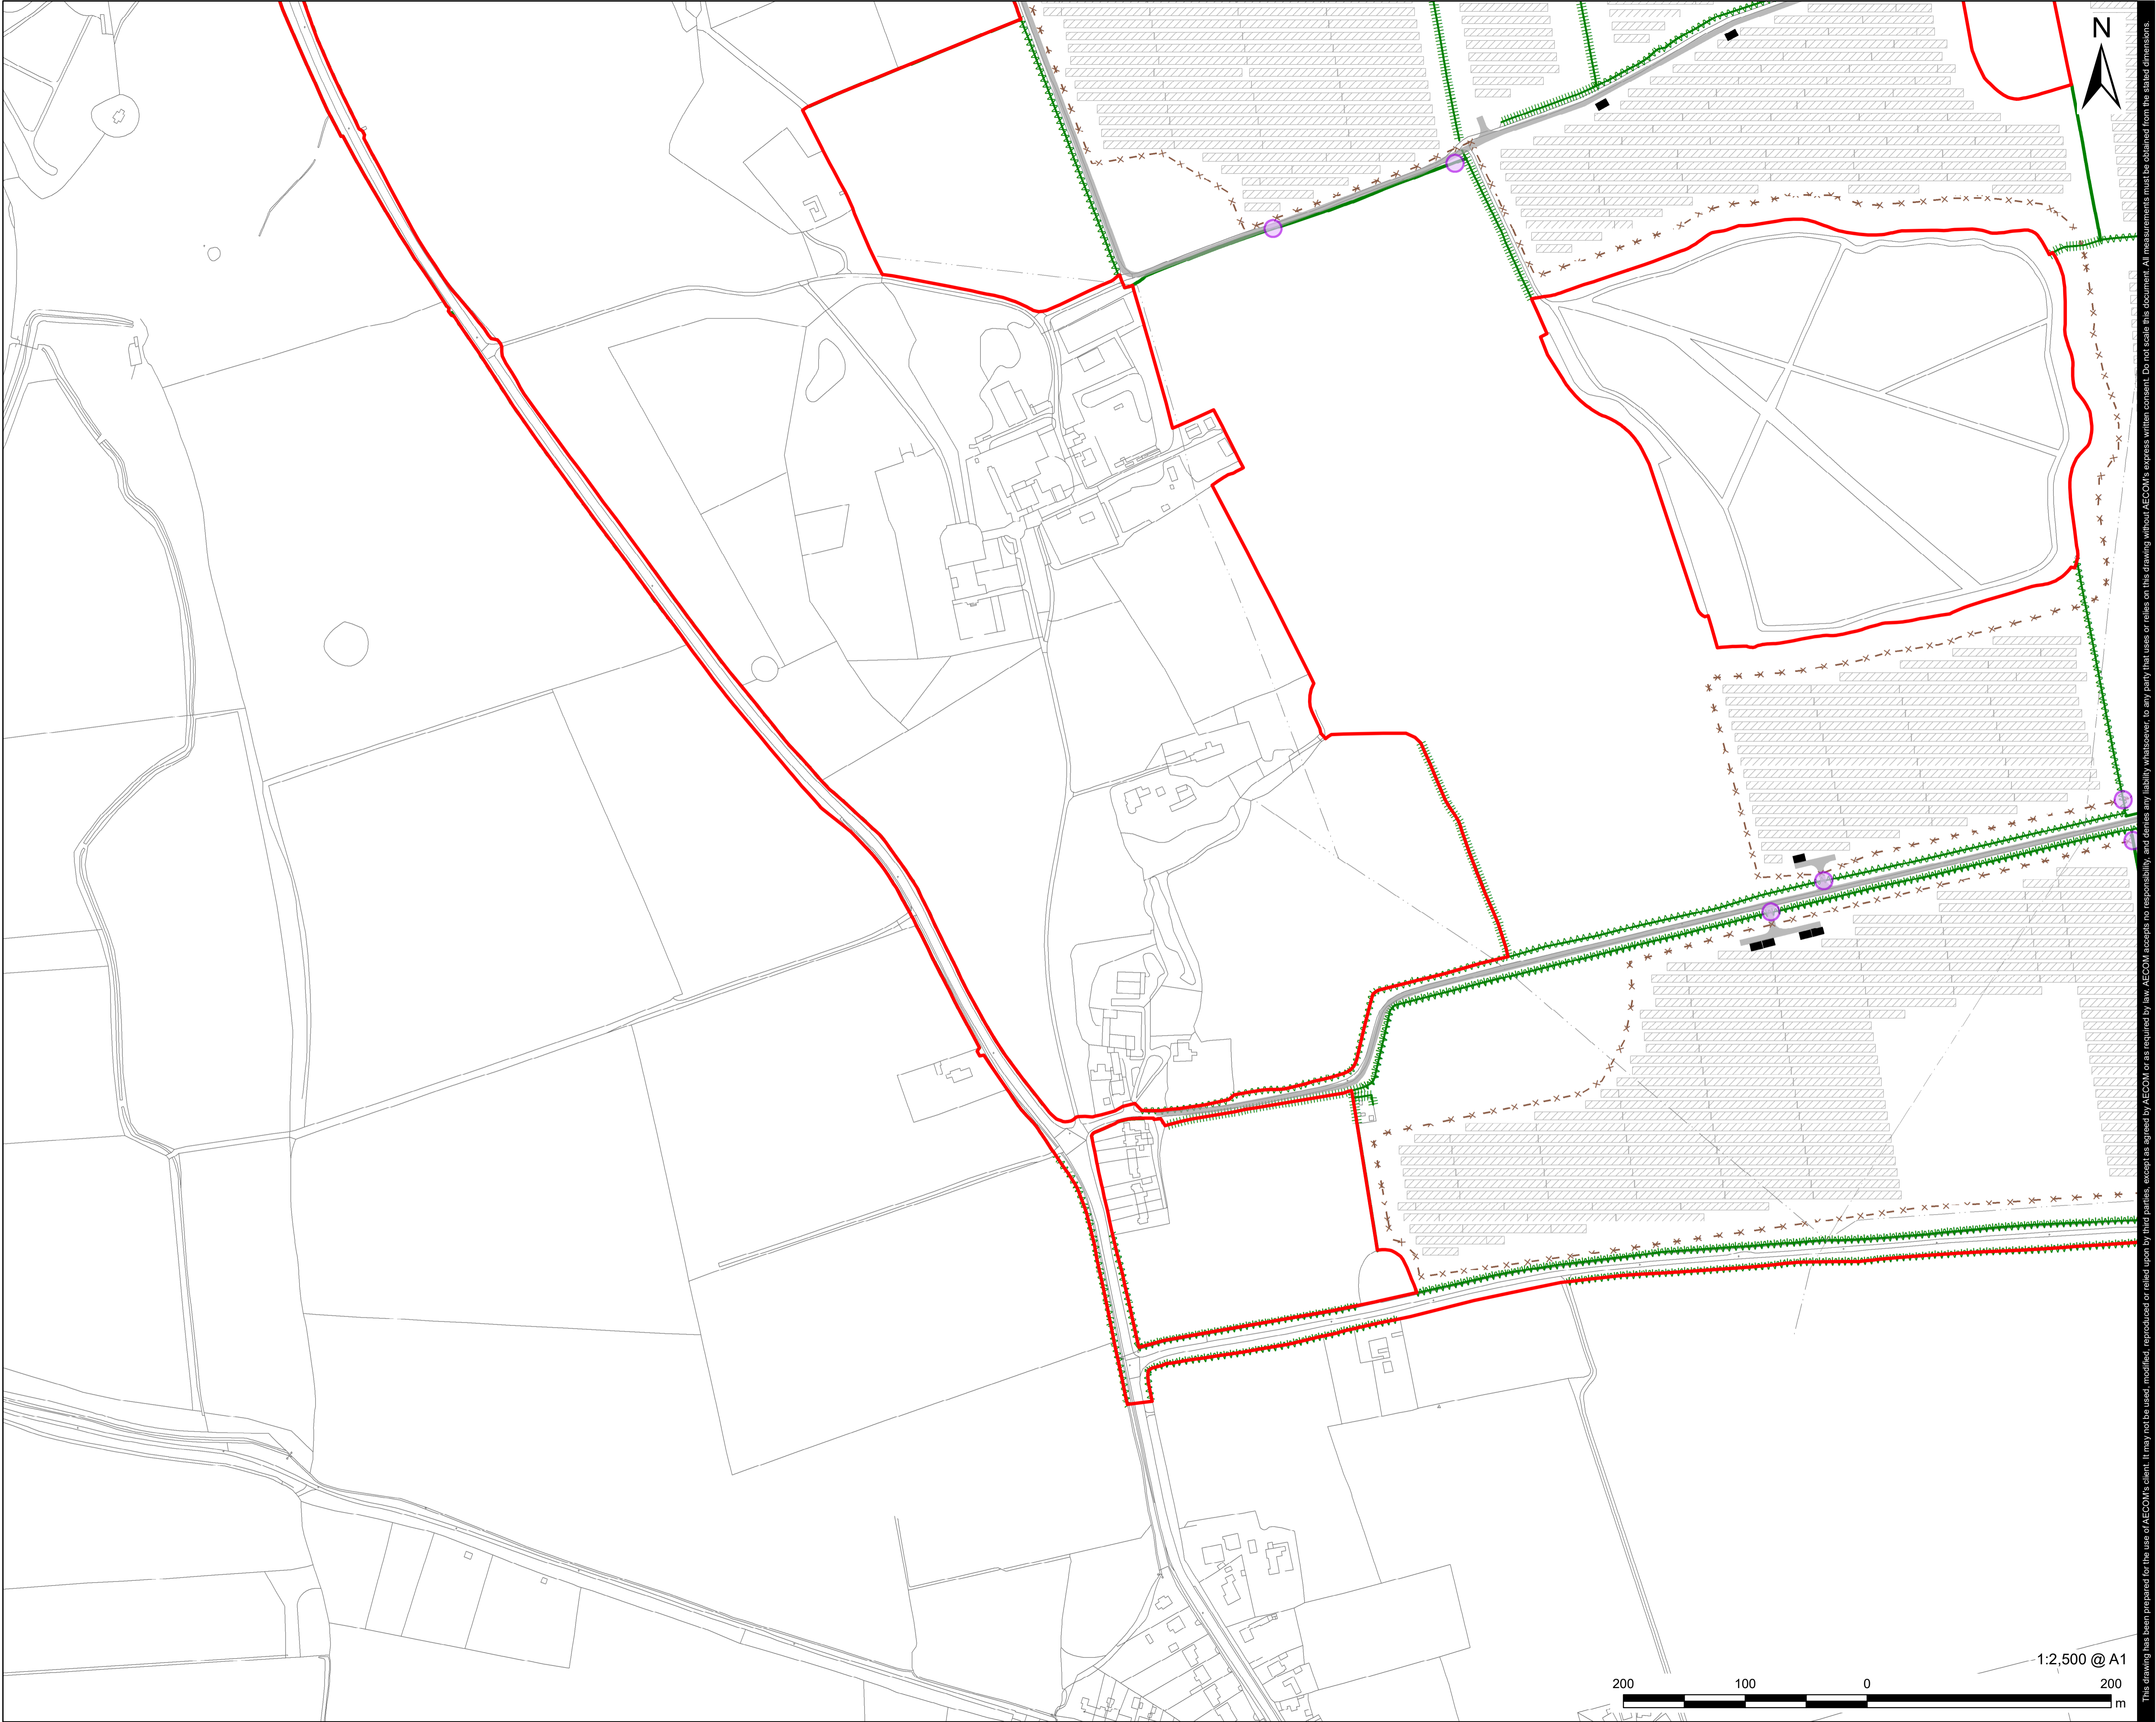 N
This drawing has been prepared for the use of AECOM's client. It may not be used, modified, reproduced or relied upon by third parties, except as agreed by AECOM or as required by law. AECOM accepts no responsibility, and denies any liability whatsoever, to any party that uses or relies on this drawing without AECOM's express written consent. Do not scale this document. All measurements must be obtained from the stated dimensions.
1:2,500 @ A1
200 100 0 200
m